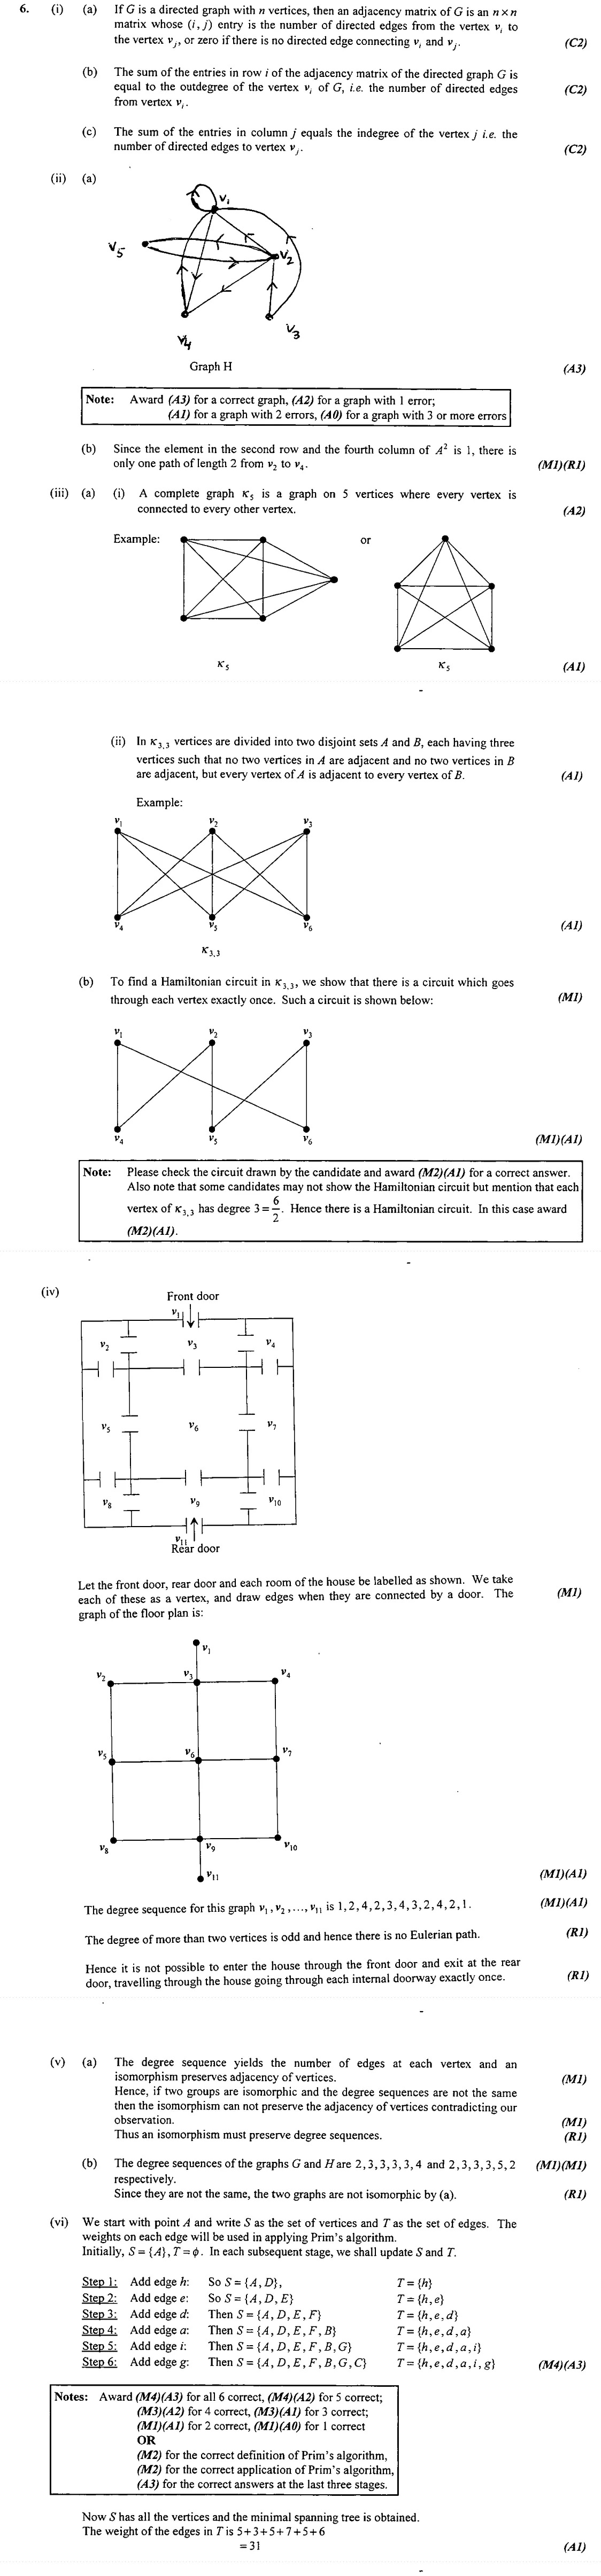 6. (i) (a) If G is a directed graph with n vertices, then an adjacency matrix of G is an n × n
matrix whose (i, j) entry is the number of directed edges from the vertex v_i to
the vertex v_j, or zero if there is no directed edge connecting v_i and v_j. (C2)
(b) The sum of the entries in row i of the adjacency matrix of the directed graph G is
equal to the outdegree of the vertex v_i of G, i.e. the number of directed edges
from vertex v_i. (C2)
(c) The sum of the entries in column j equals the indegree of the vertex j i.e. the
number of directed edges to vertex v_j. (C2)
(ii) (a)
v₁
v₅
v₂
v₄
v₃
Graph H (A3)
Note: Award (A3) for a correct graph, (A2) for a graph with 1 error;
(A1) for a graph with 2 errors, (A0) for a graph with 3 or more errors
(b) Since the element in the second row and the fourth column of A² is 1, there is
only one path of length 2 from v₂ to v₄. (M1)(R1)
(iii) (a) (i) A complete graph κ₅ is a graph on 5 vertices where every vertex is
connected to every other vertex. (A2)
Example: or
κ₅ κ₅ (A1)
(ii) In κ₃,₃ vertices are divided into two disjoint sets A and B, each having three
vertices such that no two vertices in A are adjacent and no two vertices in B
are adjacent, but every vertex of A is adjacent to every vertex of B. (A1)
Example:
v₁ v₂ v₃
v₄ v₅ v₆ (A1)
κ₃,₃
(b) To find a Hamiltonian circuit in κ₃,₃, we show that there is a circuit which goes
through each vertex exactly once. Such a circuit is shown below: (M1)
v₁ v₂ v₃
v₄ v₅ v₆ (M1)(A1)
Note: Please check the circuit drawn by the candidate and award (M2)(A1) for a correct answer.
Also note that some candidates may not show the Hamiltonian circuit but mention that each
vertex of κ₃,₃ has degree 3 = 6/2. Hence there is a Hamiltonian circuit. In this case award
(M2)(A1).
(iv)
Front door
v₁
v₂ v₃ v₄
v₅ v₆ v₇
v₈ v₉ v₁₀
v₁₁
Rear door
Let the front door, rear door and each room of the house be labelled as shown. We take
each of these as a vertex, and draw edges when they are connected by a door. The (M1)
graph of the floor plan is:
v₁
v₂ v₃ v₄
v₅ v₆ v₇
v₈ v₉ v₁₀
v₁₁ (M1)(A1)
The degree sequence for this graph v₁, v₂, ..., v₁₁ is 1, 2, 4, 2, 3, 4, 3, 2, 4, 2, 1. (M1)(A1)
The degree of more than two vertices is odd and hence there is no Eulerian path. (R1)
Hence it is not possible to enter the house through the front door and exit at the rear
door, travelling through the house going through each internal doorway exactly once. (R1)
(v) (a) The degree sequence yields the number of edges at each vertex and an
isomorphism preserves adjacency of vertices. (M1)
Hence, if two groups are isomorphic and the degree sequences are not the same
then the isomorphism can not preserve the adjacency of vertices contradicting our
observation. (M1)
Thus an isomorphism must preserve degree sequences. (R1)
(b) The degree sequences of the graphs G and H are 2, 3, 3, 3, 3, 4 and 2, 3, 3, 3, 5, 2 (M1)(M1)
respectively.
Since they are not the same, the two graphs are not isomorphic by (a). (R1)
(vi) We start with point A and write S as the set of vertices and T as the set of edges. The
weights on each edge will be used in applying Prim's algorithm.
Initially, S = {A}, T = ϕ. In each subsequent stage, we shall update S and T.
Step 1: Add edge h: So S = {A, D}, T = {h}
Step 2: Add edge e: So S = {A, D, E} T = {h, e}
Step 3: Add edge d: Then S = {A, D, E, F} T = {h, e, d}
Step 4: Add edge a: Then S = {A, D, E, F, B} T = {h, e, d, a}
Step 5: Add edge i: Then S = {A, D, E, F, B, G} T = {h, e, d, a, i}
Step 6: Add edge g: Then S = {A, D, E, F, B, G, C} T = {h, e, d, a, i, g} (M4)(A3)
Notes: Award (M4)(A3) for all 6 correct, (M4)(A2) for 5 correct;
(M3)(A2) for 4 correct, (M3)(A1) for 3 correct;
(M1)(A1) for 2 correct, (M1)(A0) for 1 correct
OR
(M2) for the correct definition of Prim's algorithm,
(M2) for the correct application of Prim's algorithm,
(A3) for the correct answers at the last three stages.
Now S has all the vertices and the minimal spanning tree is obtained.
The weight of the edges in T is 5 + 3 + 5 + 7 + 5 + 6
= 31 (A1)